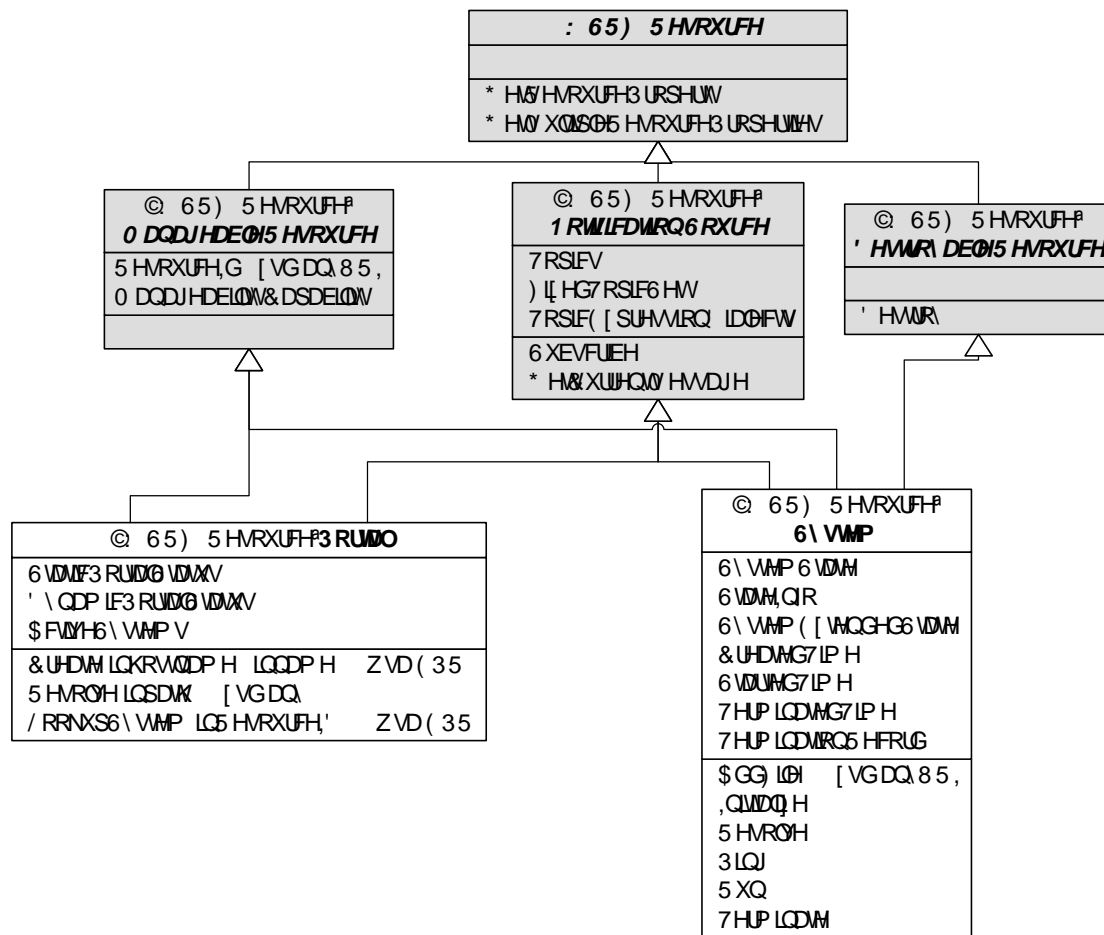 : 65) 5 HVRXUFH
* HW5 HVRXUFH3 URSHUW\
* HW0 XOWLSOH5 HVRXUFH3 URSHUWLHV
©: 65) 5 HVRXUFHª
0 DQDJHDEOH5 HVRXUFH
5 HVRXUFH,G [VG DQ\85,
0 DQDJHDELOLW\& DSDELOLW\
©: 65) 5 HVRXUFHª
1 RWLILFDWLRQ6 RXUFH
7 RSLFV
) L[ HG7 RSLF6 HW
7 RSLF( [ SUHVVLRQ' LDOHFWV
6 XEVFULEH
* HW& XUUHQW0 HVVDJH
©: 65) 5 HVRXUFHª
' HVWUR\ DEOH5 HVRXUFH
' HVWUR\
©: 65) 5 HVRXUFHª3 RUWDO
6 WDWLF3 RUWDO6 WDWXV
' \ QDP LF3 RUWDO6 WDWXV
$ FWLYH6 \ VWHP V
& UHDWH LQKRVWQDP H LQQDP H ZVD( 35
5 HVROYH LQSDWK [VG DQ\
/ RRNXS6 \ VWHP LQ5 HVRXUFH,' ZVD( 35
©: 65) 5 HVRXUFHª
6 \ VWHP
6 \ VWHP 6 WDWH
6 WDWH,QIR
6 \ VWHP ( [ WHQGHG6 WDWH
& UHDWHG7 LP H
6 WDUWHG7 LP H
7 HUP LQDWHG7 LP H
7 HUP LQDWLRQ5 HFRUG
$ GG) LOH [VG DQ\85,
,QLWLDOL] H
5 HVROYH
3 LQJ
5 XQ
7 HUP LQDWH